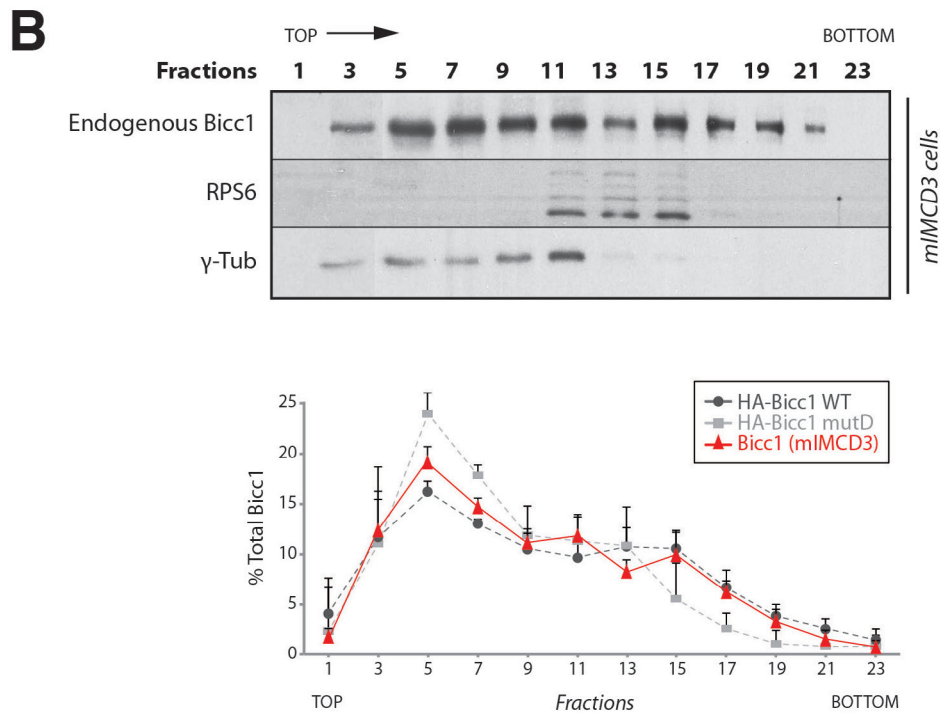 B
TOP BOTTOM
Fractions 1 3 5 7 9 11 13 15 17 19 21 23
Endogenous Bicc1
RPS6
γ-Tub
mIMCD3 cells
25
20
15
10
5
0
% Total Bicc1
HA-Bicc1 WT
HA-Bicc1 mutD
Bicc1 (mIMCD3)
1 3 5 7 9 11 13 15 17 19 21 23
TOP Fractions BOTTOM